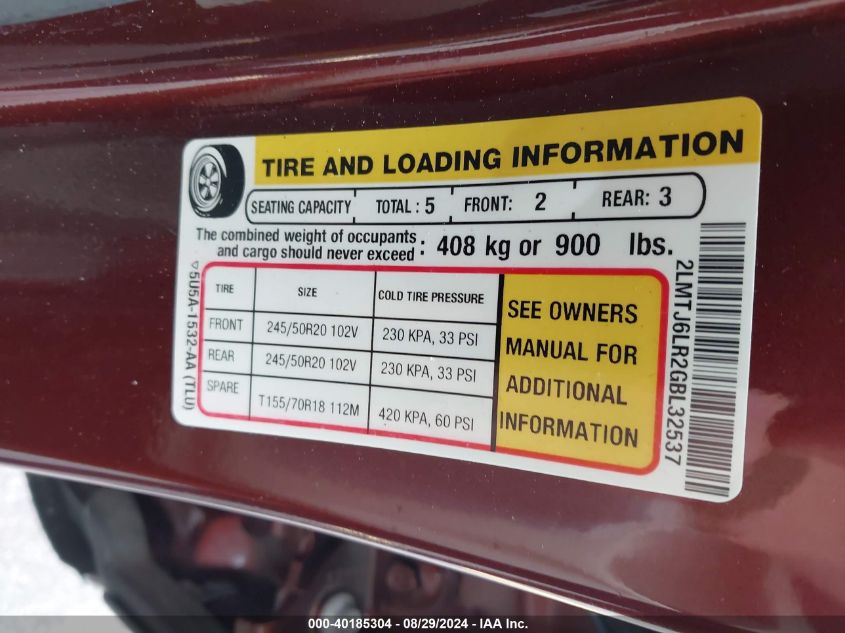 TIRE AND LOADING INFORMATION
SEATING CAPACITY TOTAL : 5 FRONT: 2 REAR: 3
The combined weight of occupants
and cargo should never exceed : 408 kg or 900 lbs.
TIRE SIZE COLD TIRE PRESSURE
FRONT 245/50R20 102V 230 KPA, 33 PSI
REAR 245/50R20 102V 230 KPA, 33 PSI
SPARE T155/70R18 112M 420 KPA, 60 PSI
SEE OWNERS
MANUAL FOR
ADDITIONAL
INFORMATION
5U5A-1532-AA (TLU)
2LMTJ6LR2GBL32537
000-40185304 - 08/29/2024 - IAA Inc.